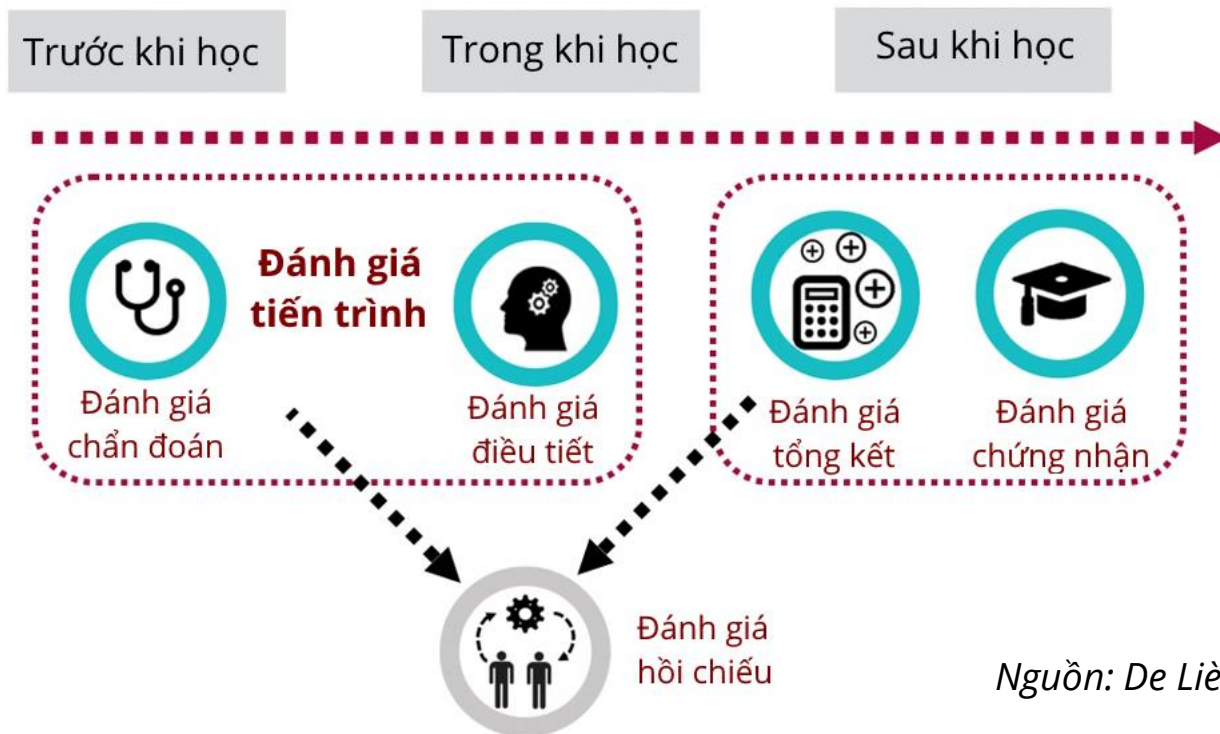 Trước khi học
Trong khi học
Sau khi học
Đánh giá
tiến trình
Đánh giá
chẩn đoán
Đánh giá
điều tiết
Đánh giá
tổng kết
Đánh giá
chứng nhận
Đánh giá
hồi chiếu
Nguồn: De Liè